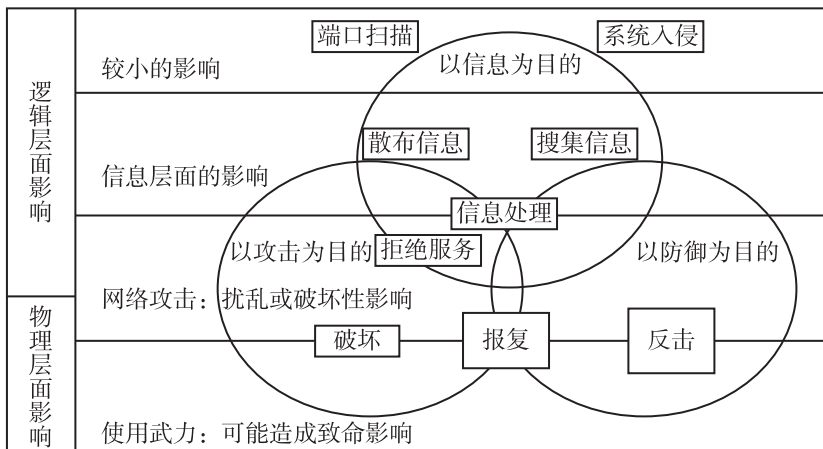 端口扫描
系统入侵
较小的影响
以信息为目的
逻辑层面影响
散布信息
搜集信息
信息层面的影响
信息处理
以攻击为目的
拒绝服务
以防御为目的
网络攻击：扰乱或破坏性影响
物理层面影响
破坏
报复
反击
使用武力：可能造成致命影响